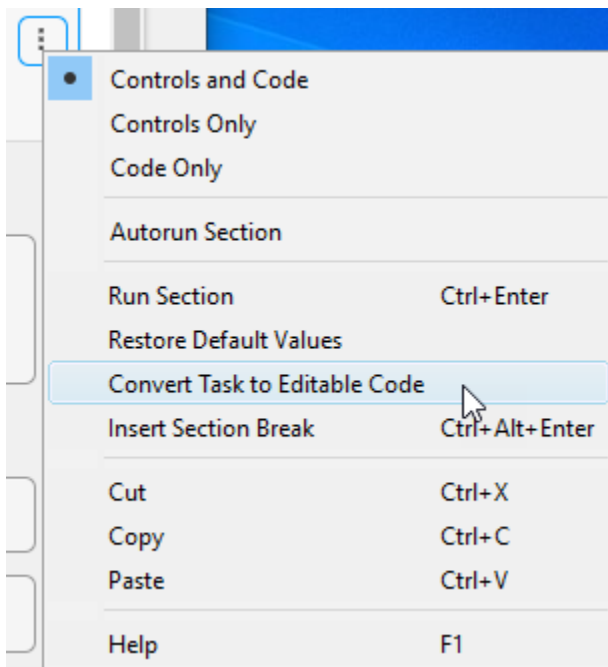 Controls and Code
Controls Only
Code Only
Autorun Section
Run Section Ctrl+Enter
Restore Default Values
Convert Task to Editable Code
Insert Section Break Ctrl+Alt+Enter
Cut Ctrl+X
Copy Ctrl+C
Paste Ctrl+V
Help F1